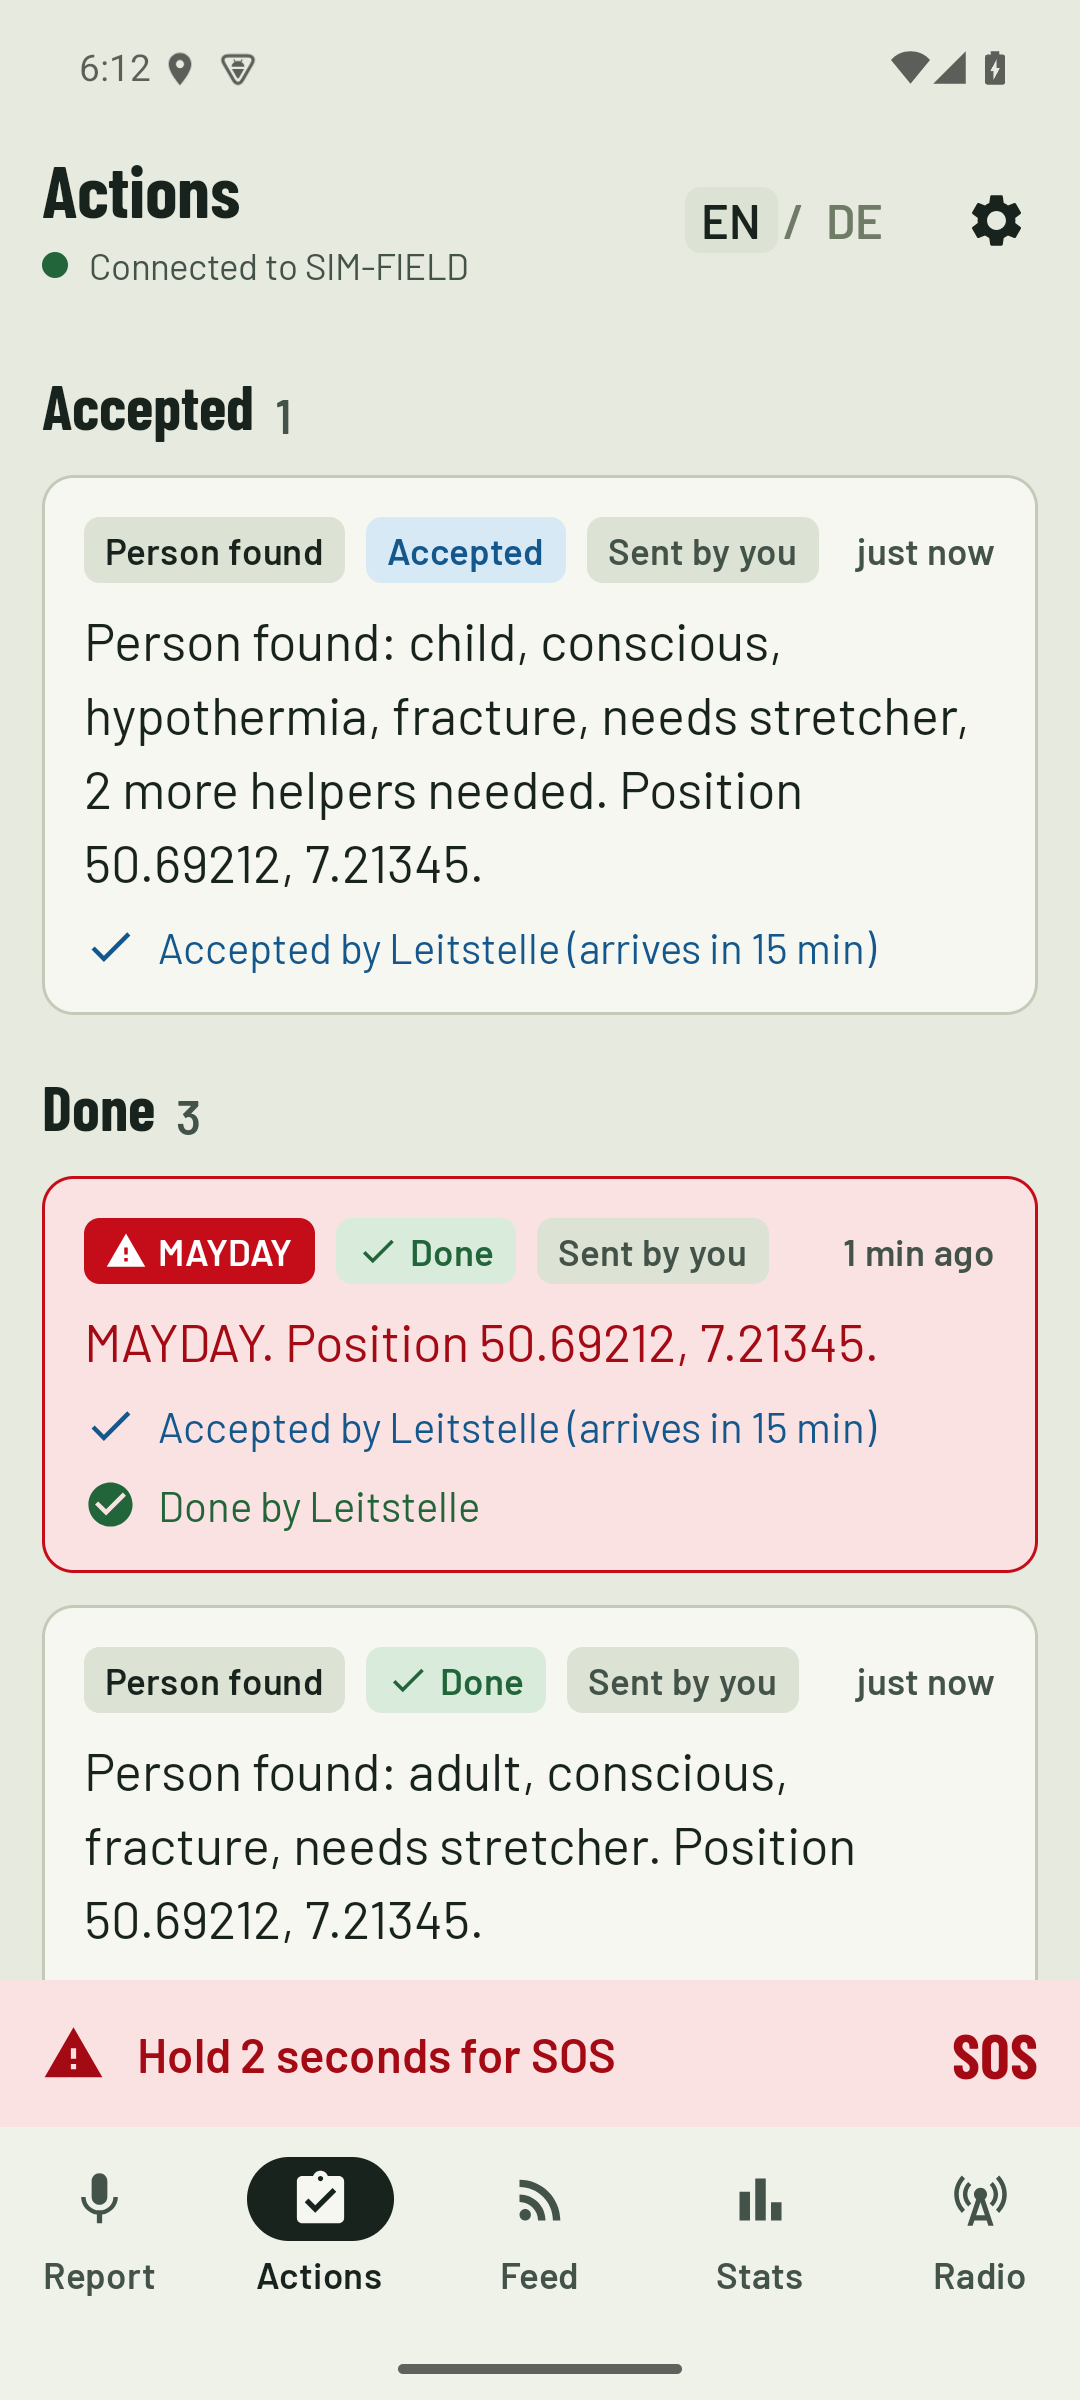 6:12
Actions
EN / DE
Connected to SIM-FIELD
Accepted 1
Person found Accepted Sent by you just now
Person found: child, conscious,
hypothermia, fracture, needs stretcher,
2 more helpers needed. Position
50.69212, 7.21345.
Accepted by Leitstelle (arrives in 15 min)
Done 3
MAYDAY Done Sent by you 1 min ago
MAYDAY. Position 50.69212, 7.21345.
Accepted by Leitstelle (arrives in 15 min)
Done by Leitstelle
Person found Done Sent by you just now
Person found: adult, conscious,
fracture, needs stretcher. Position
50.69212, 7.21345.
Hold 2 seconds for SOS SOS
Report Actions Feed Stats Radio